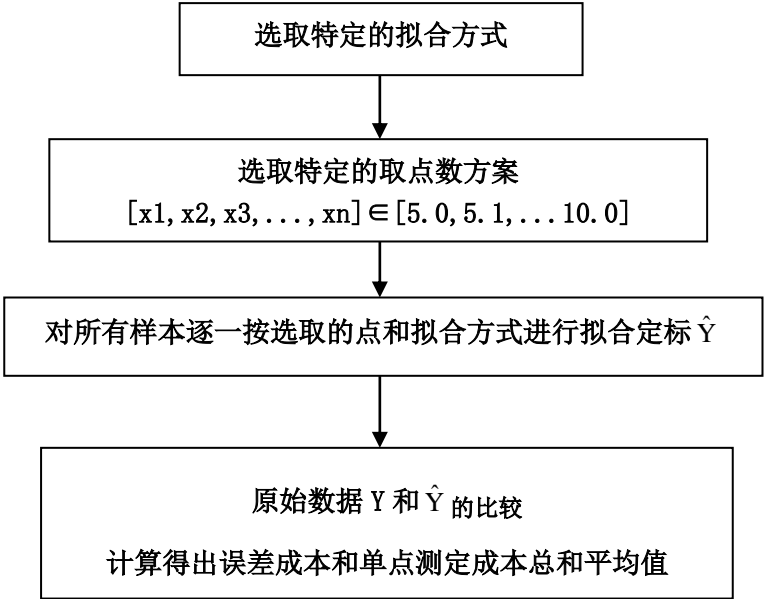 选取特定的拟合方式
选取特定的取点数方案
[x1,x2,x3,...,xn]∈[5.0,5.1,...10.0]
对所有样本逐一按选取的点和拟合方式进行拟合定标 Ŷ
原始数据 Y 和 Ŷ 的比较
计算得出误差成本和单点测定成本总和平均值